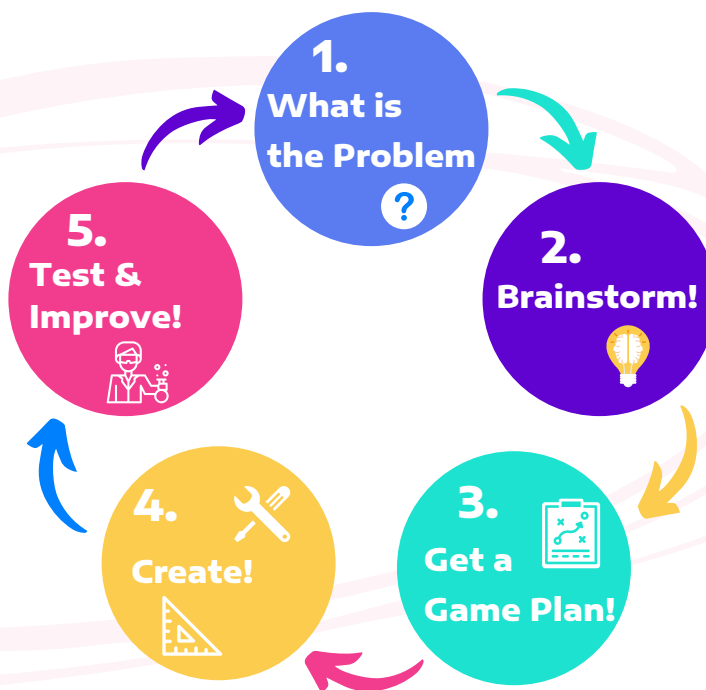 1.
What is
the Problem
?
2.
Brainstorm!
3.
Get a
Game Plan!
4.
Create!
5.
Test &
Improve!